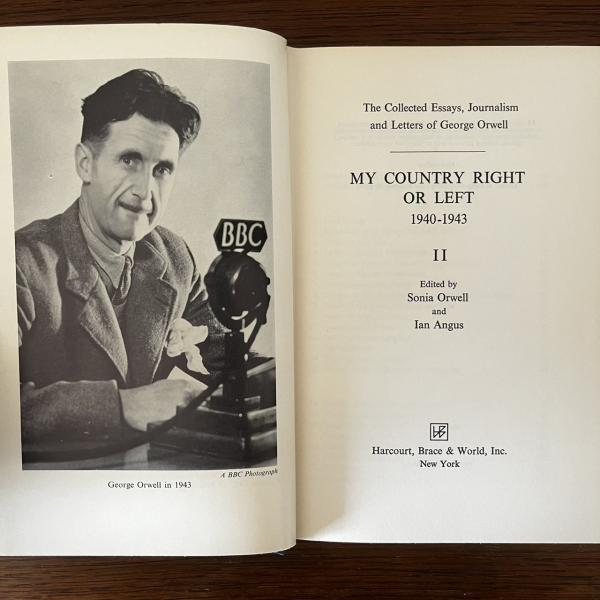 BBC
A BBC Photograph
George Orwell in 1943
The Collected Essays, Journalism
and Letters of George Orwell
MY COUNTRY RIGHT
OR LEFT
1940-1943
II
Edited by
Sonia Orwell
and
Ian Angus
Harcourt, Brace & World, Inc.
New York